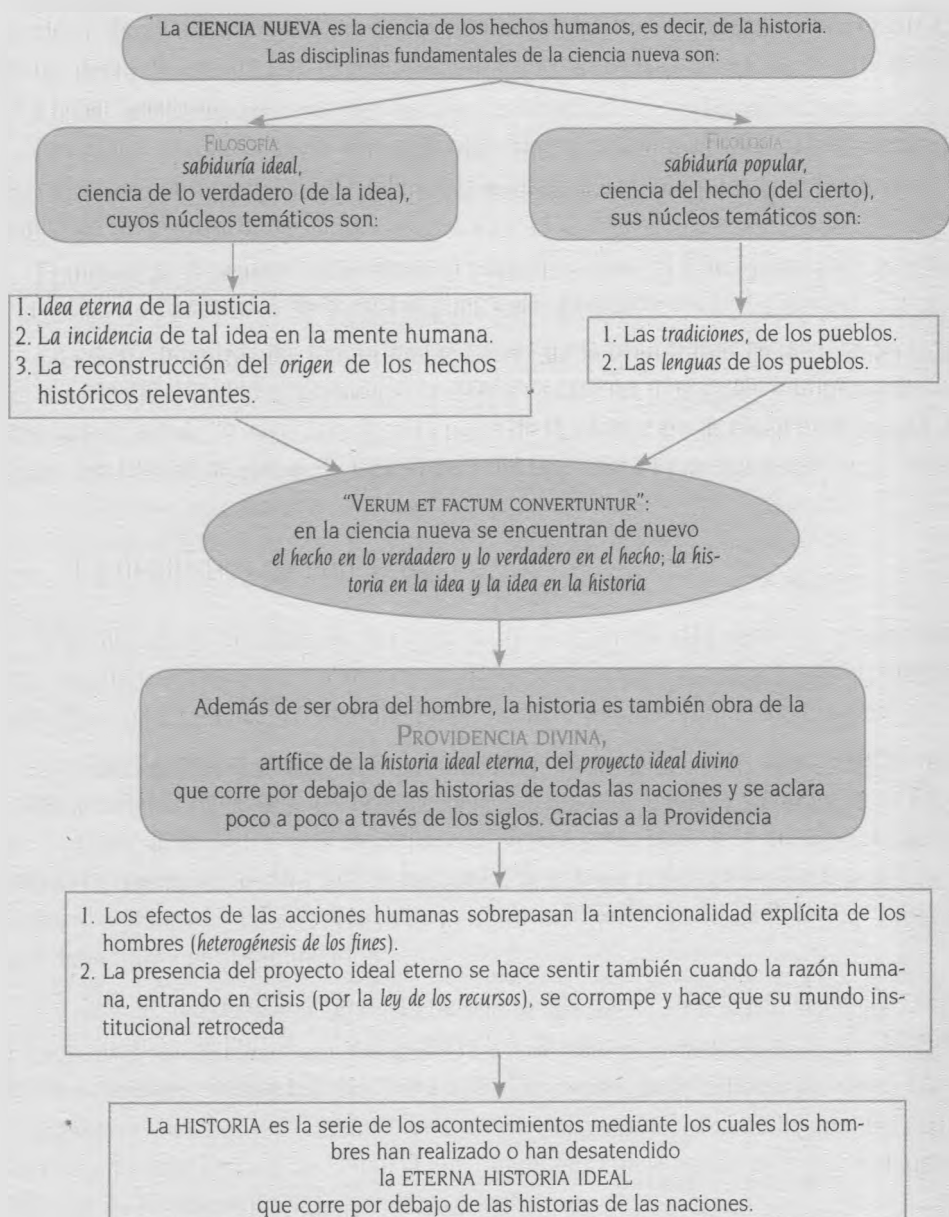 La CIENCIA NUEVA es la ciencia de los hechos humanos, es decir, de la historia.
Las disciplinas fundamentales de la ciencia nueva son:
FILOSOFÍA
sabiduría ideal,
ciencia de lo verdadero (de la idea),
cuyos núcleos temáticos son:
FILOLOGÍA
sabiduría popular,
ciencia del hecho (del cierto),
sus núcleos temáticos son:
1. Idea eterna de la justicia.
2. La incidencia de tal idea en la mente humana.
3. La reconstrucción del origen de los hechos
históricos relevantes.
1. Las tradiciones, de los pueblos.
2. Las lenguas de los pueblos.
"VERUM ET FACTUM CONVERTUNTUR":
en la ciencia nueva se encuentran de nuevo
el hecho en lo verdadero y lo verdadero en el hecho; la his-
toria en la idea y la idea en la historia
Además de ser obra del hombre, la historia es también obra de la
PROVIDENCIA DIVINA,
artífice de la historia ideal eterna, del proyecto ideal divino
que corre por debajo de las historias de todas las naciones y se aclara
poco a poco a través de los siglos. Gracias a la Providencia
1. Los efectos de las acciones humanas sobrepasan la intencionalidad explícita de los
hombres (heterogénesis de los fines).
2. La presencia del proyecto ideal eterno se hace sentir también cuando la razón huma-
na, entrando en crisis (por la ley de los recursos), se corrompe y hace que su mundo ins-
titucional retroceda
La HISTORIA es la serie de los acontecimientos mediante los cuales los hom-
bres han realizado o han desatendido
la ETERNA HISTORIA IDEAL
que corre por debajo de las historias de las naciones.